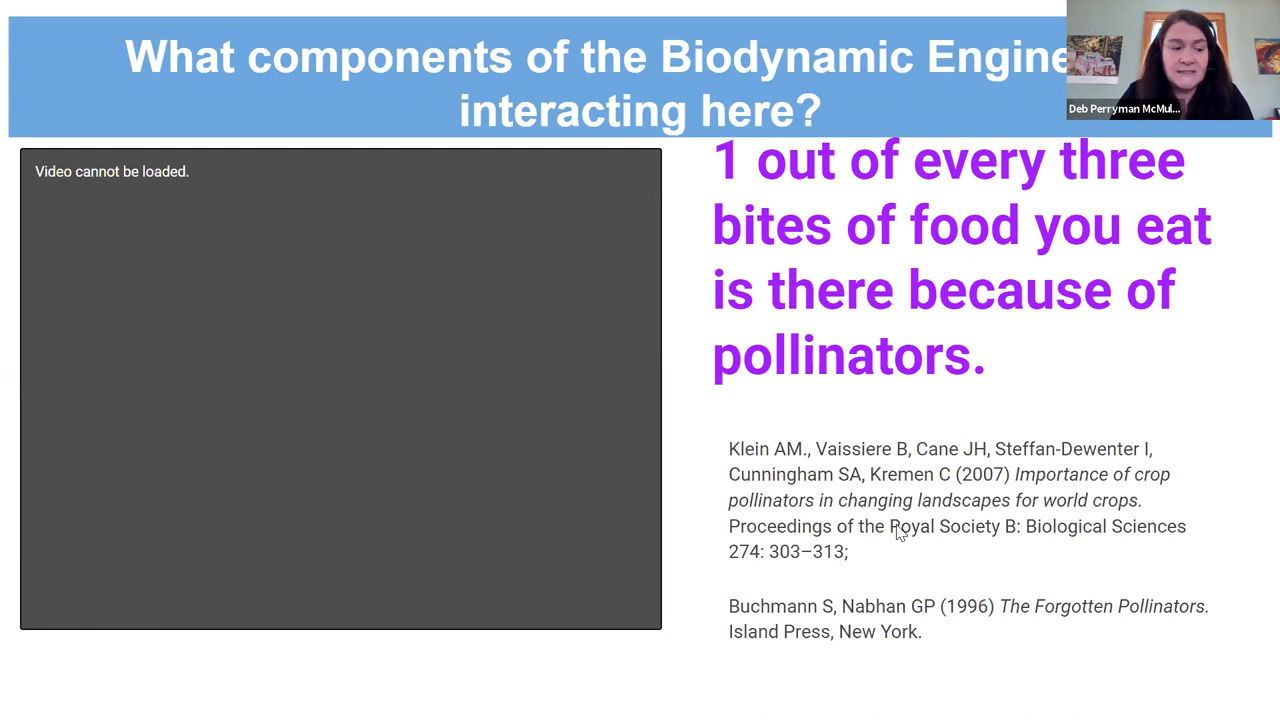 What components of the Biodynamic Engine
interacting here?
Deb Perryman McMul...
Video cannot be loaded.
1 out of every three
bites of food you eat
is there because of
pollinators.
Klein AM., Vaissiere B, Cane JH, Steffan-Dewenter I,
Cunningham SA, Kremen C (2007) Importance of crop
pollinators in changing landscapes for world crops.
Proceedings of the Royal Society B: Biological Sciences
274: 303–313;
Buchmann S, Nabhan GP (1996) The Forgotten Pollinators.
Island Press, New York.